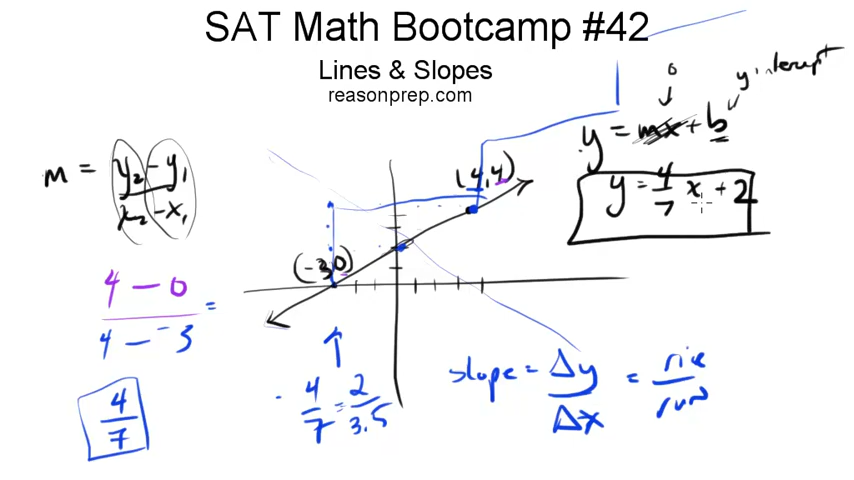 SAT Math Bootcamp #42
Lines & Slopes
reasonprep.com
0
y intercept
y = mx + b
m = y₂ - y₁
x₂ - x₁
(4,4)
y = 4/7 x + 2
(-3,0)
4 - 0
4 - -3
=
4/7
4/7 = 2/3.5
slope = Δy/Δx = rise/run